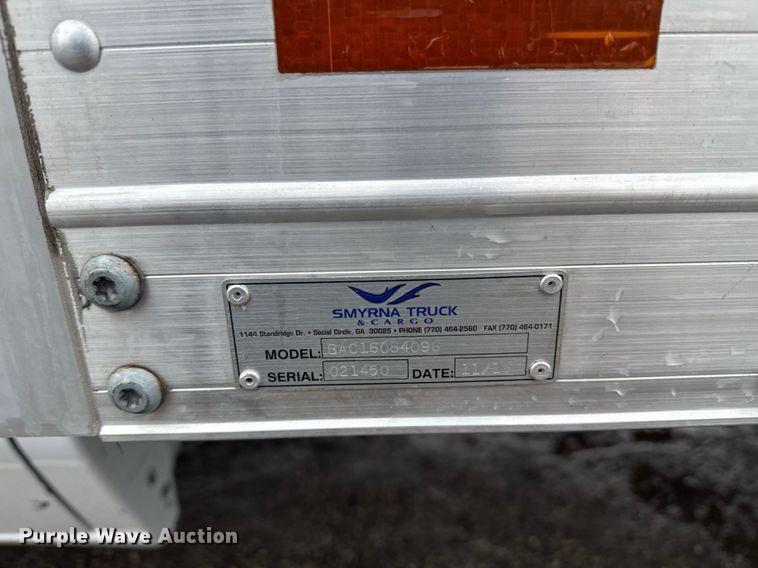 SMYRNA TRUCK
& CARGO
1144 Standridge Dr. • Social Circle, GA 30025 • PHONE (770) 464-2560 FAX (770) 464-0171
MODEL:
SERIAL: 021450 DATE:
Purple Wave Auction